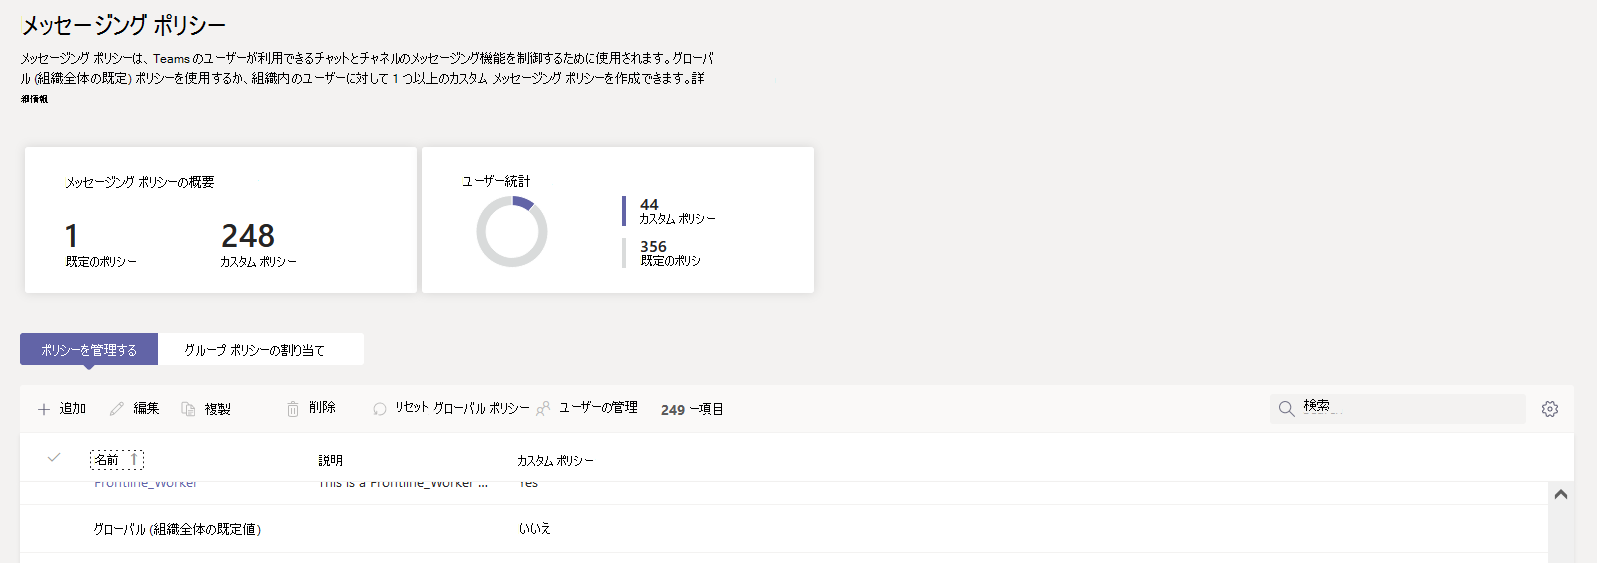 メッセージング ポリシー
メッセージング ポリシーは、Teamsのユーザーが利用できるチャットとチャネルのメッセージング機能を制御するために使用されます。グローバ
ル (組織全体の既定) ポリシーを使用するか、組織内のユーザーに対して 1 つ以上のカスタム メッセージング ポリシーを作成できます。詳
細情報
メッセージング ポリシーの概要
1
既定のポリシー
248
カスタム ポリシー
ユーザー統計
44
カスタム ポリシー
356
既定のポリシ
ポリシーを管理する
グループ ポリシーの割り当て
追加
編集
複製
削除
リセット グローバル ポリシー
ユーザーの管理
249 一項目
検索
名前 ↑
説明
カスタム ポリシー
Frontline_Worker
This is a Frontline_Worker ...
Yes
グローバル (組織全体の既定値)
いいえ